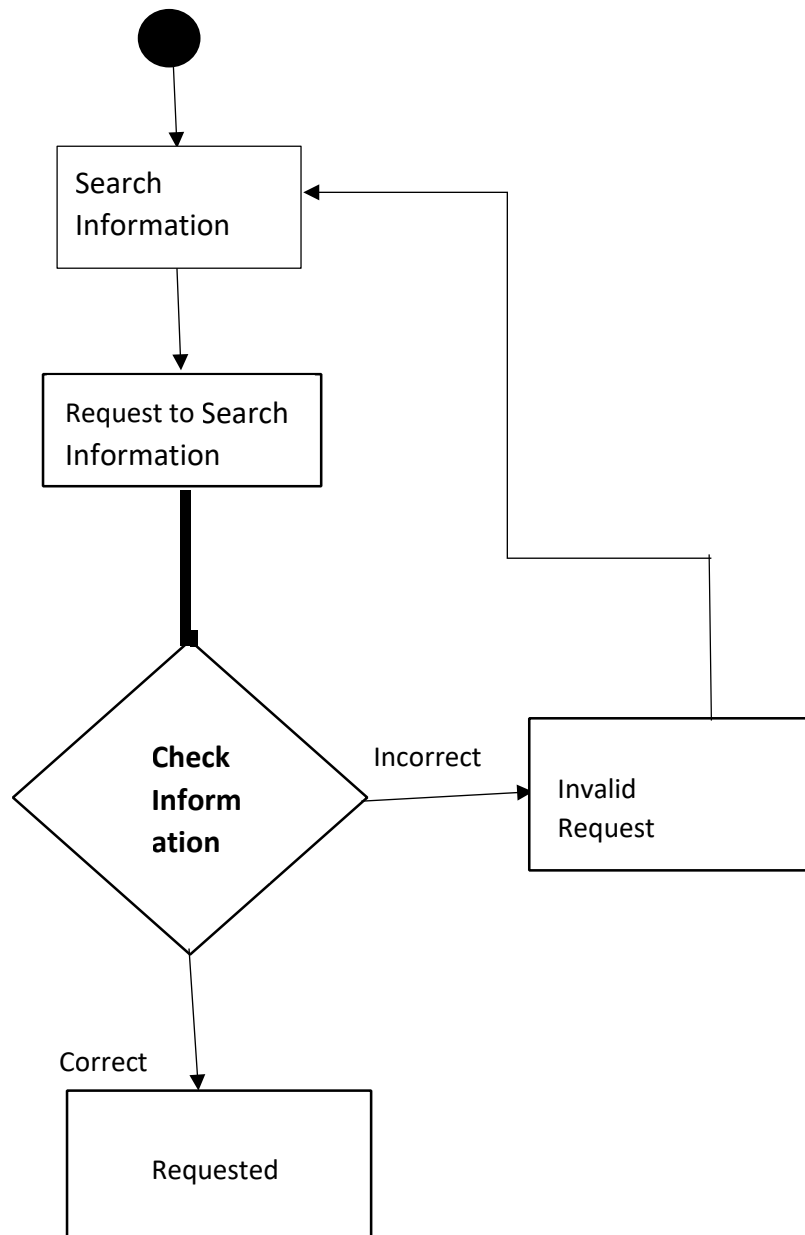 Search
Information
Request to Search
Information
Check
Inform
ation
Incorrect
Invalid
Request
Correct
Requested